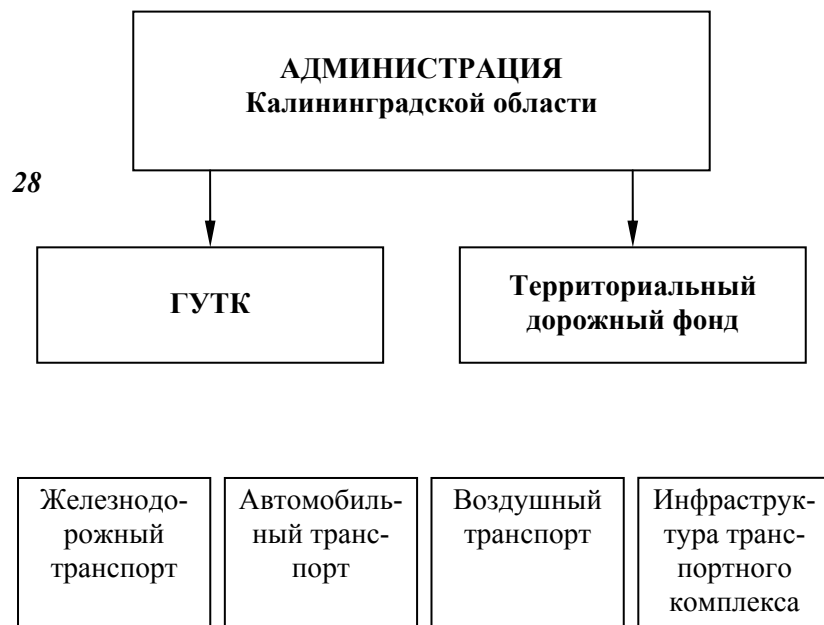 АДМИНИСТРАЦИЯ
Калининградской области
28
ГУТК
Территориальный
дорожный фонд
Железнодо-
рожный
транспорт
Автомобиль-
ный транс-
порт
Воздушный
транспорт
Инфраструк-
тура транс-
портного
комплекса